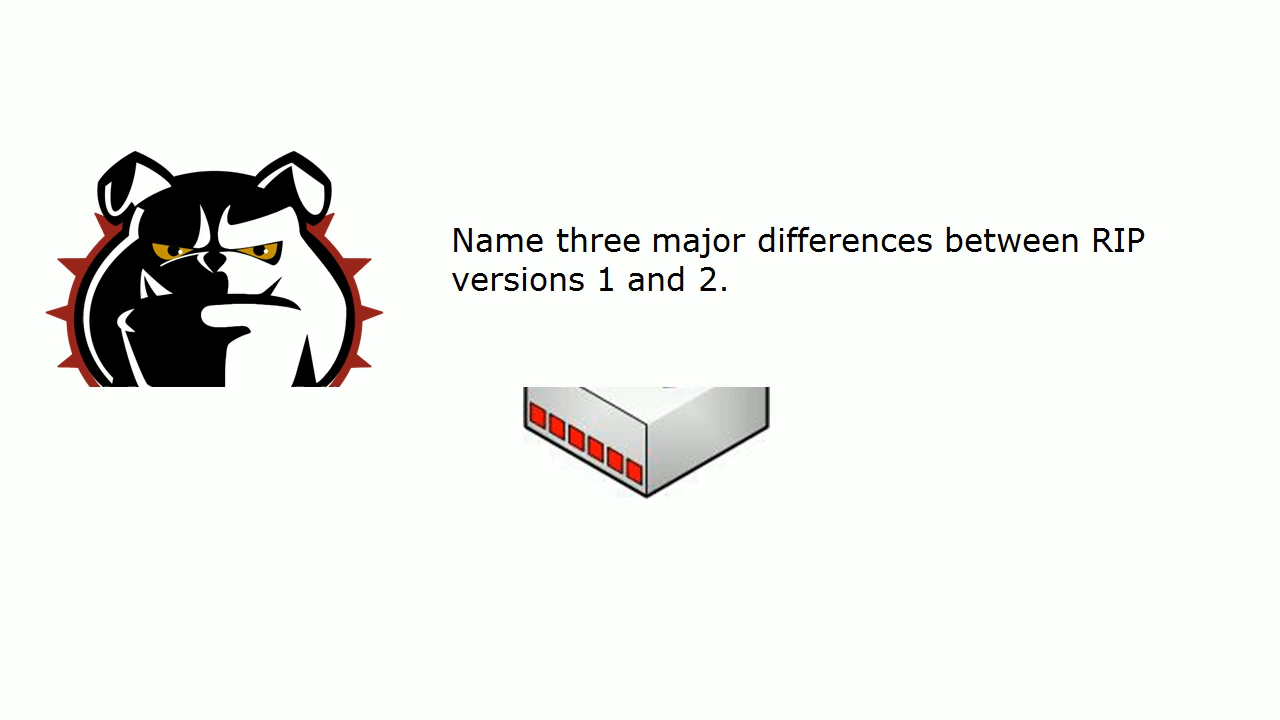 Name three major differences between RIP
versions 1 and 2.